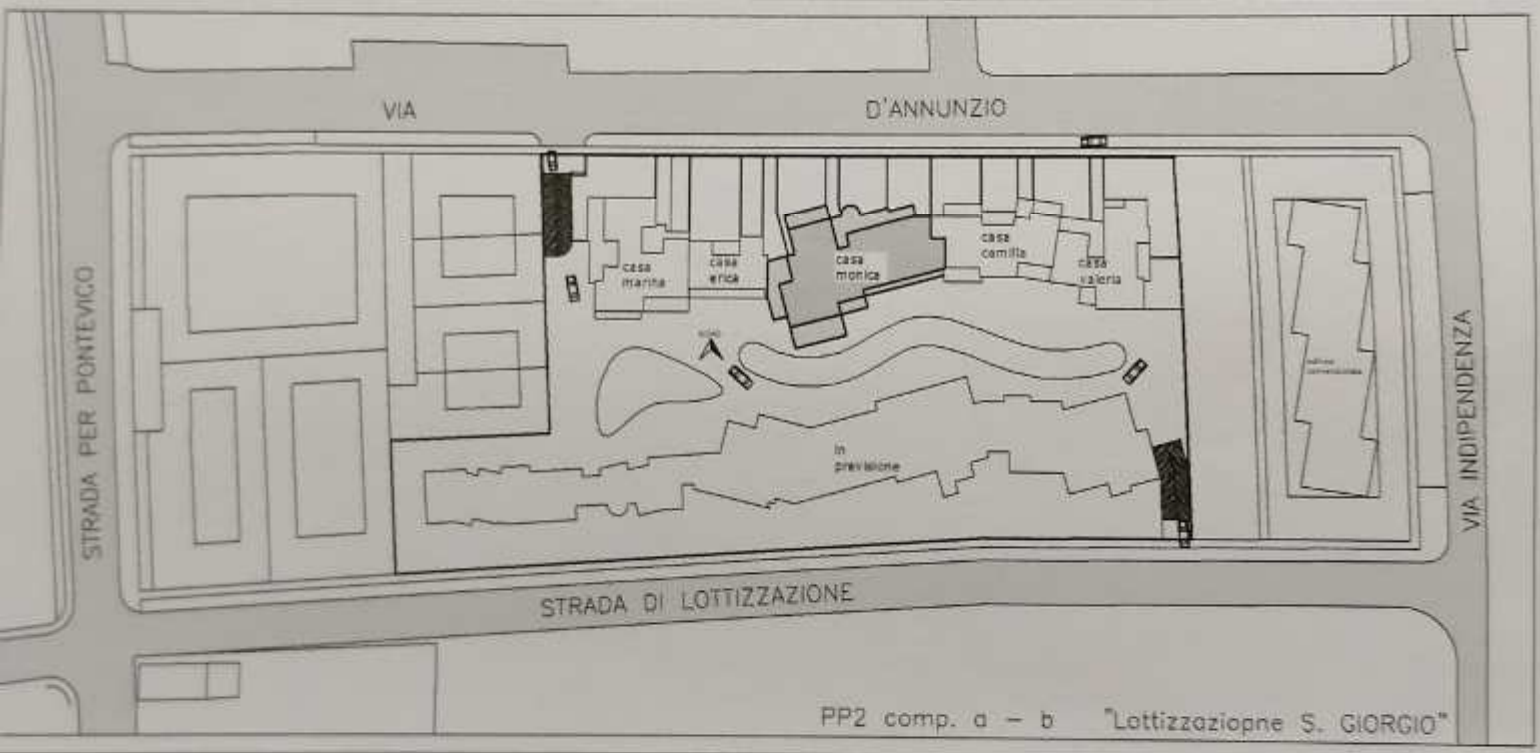 VIA D'ANNUNZIO
STRADA PER PONTEVICO
casa
marina
casa
erica
casa
monica
casa
camilla
casa
valeria
VIA INDIPENDENZA
in
previsione
STRADA DI LOTTIZZAZIONE
PP2 comp. a - b "Lottizzaziopne S. GIORGIO"